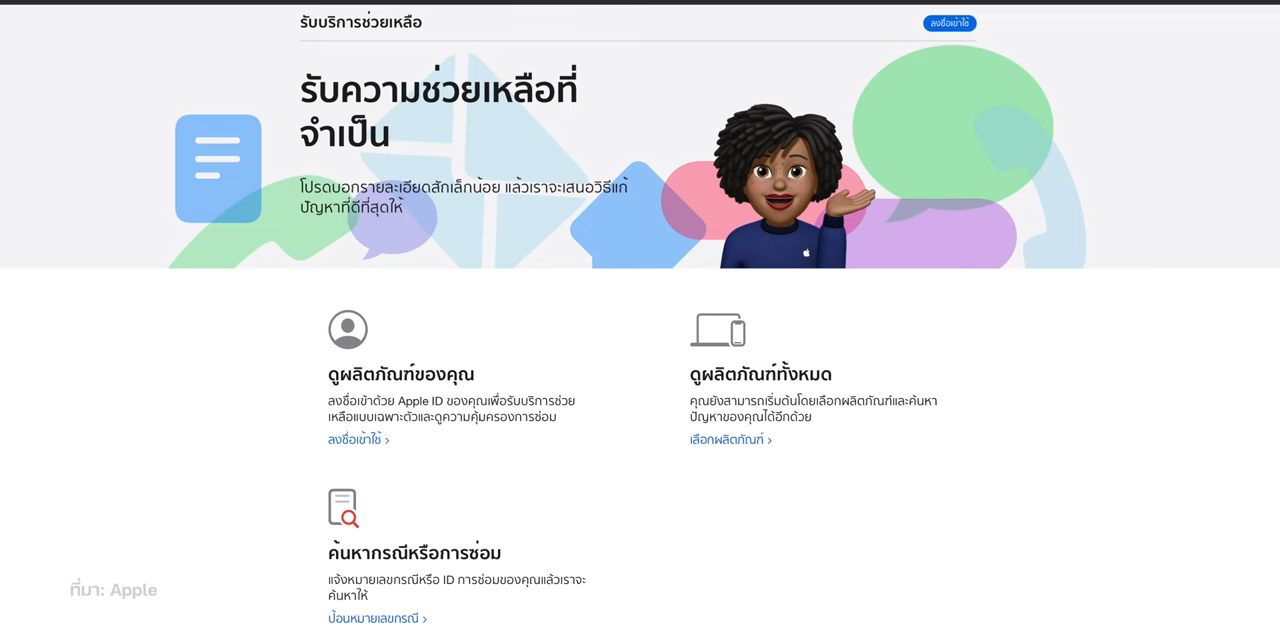 รับบริการช่วยเหลือ
ลงชื่อเข้าใช้
รับความช่วยเหลือที่
จำเป็น
โปรดบอกรายละเอียดสักเล็กน้อย แล้วเราจะเสนอวิธีแก้
ปัญหาที่ดีที่สุดให้
ดูผลิตภัณฑ์ของคุณ
ลงชื่อเข้าด้วย Apple ID ของคุณเพื่อรับบริการช่วย
เหลือแบบเฉพาะตัวและดูความคุ้มครองการซ่อม
ลงชื่อเข้าใช้ ›
ดูผลิตภัณฑ์ทั้งหมด
คุณยังสามารถเริ่มต้นโดยเลือกผลิตภัณฑ์และค้นหา
ปัญหาของคุณได้อีกด้วย
เลือกผลิตภัณฑ์ ›
ค้นหากรณีหรือการซ่อม
แจ้งหมายเลขกรณีหรือ ID การซ่อมของคุณแล้วเราจะ
ค้นหาให้
ป้อนหมายเลขกรณี ›
ที่มา: Apple